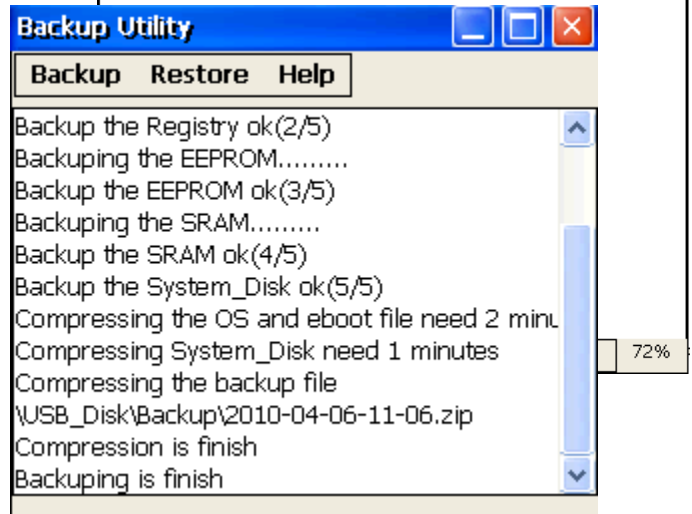 Backup Utility
Backup Restore Help
Backup the Registry ok(2/5)
Backuping the EEPROM.........
Backup the EEPROM ok(3/5)
Backuping the SRAM.........
Backup the SRAM ok(4/5)
Backup the System_Disk ok(5/5)
Compressing the OS and eboot file need 2 minu
Compressing System_Disk need 1 minutes
72%
Compressing the backup file
\USB_Disk\Backup\2010-04-06-11-06.zip
Compression is finish
Backuping is finish